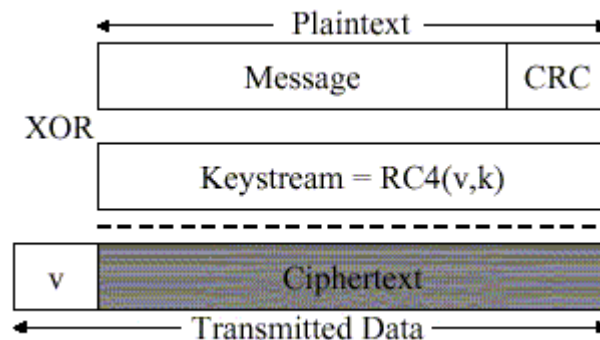 Plaintext
Message CRC
XOR
Keystream = RC4(v,k)
v Ciphertext
Transmitted Data